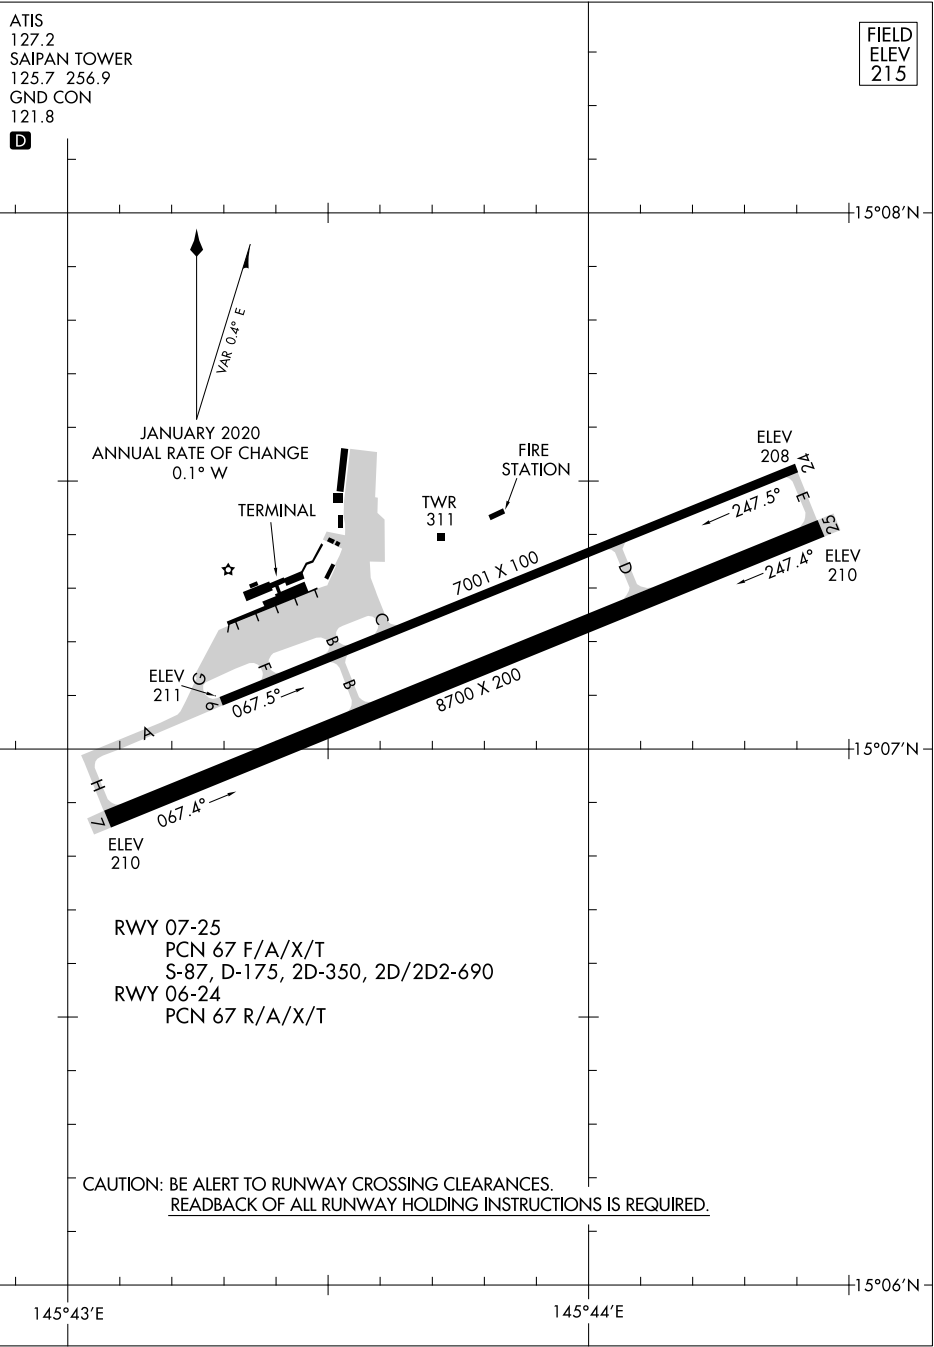 ATIS
127.2
SAIPAN TOWER
125.7 256.9
GND CON
121.8
D
FIELD
ELEV
215
15°08'N
VAR 0.4° E
JANUARY 2020
ANNUAL RATE OF CHANGE
0.1° W
TERMINAL
TWR
311
FIRE
STATION
ELEV
208
24
E
247.5°
25
ELEV
210
247.4°
7001 X 100
D
C
B
F
B
G
ELEV
211
6
067.5°
8700 X 200
A
15°07'N
H
7
067.4°
ELEV
210
RWY 07-25
PCN 67 F/A/X/T
S-87, D-175, 2D-350, 2D/2D2-690
RWY 06-24
PCN 67 R/A/X/T
CAUTION: BE ALERT TO RUNWAY CROSSING CLEARANCES.
READBACK OF ALL RUNWAY HOLDING INSTRUCTIONS IS REQUIRED.
15°06'N
145°43'E
145°44'E